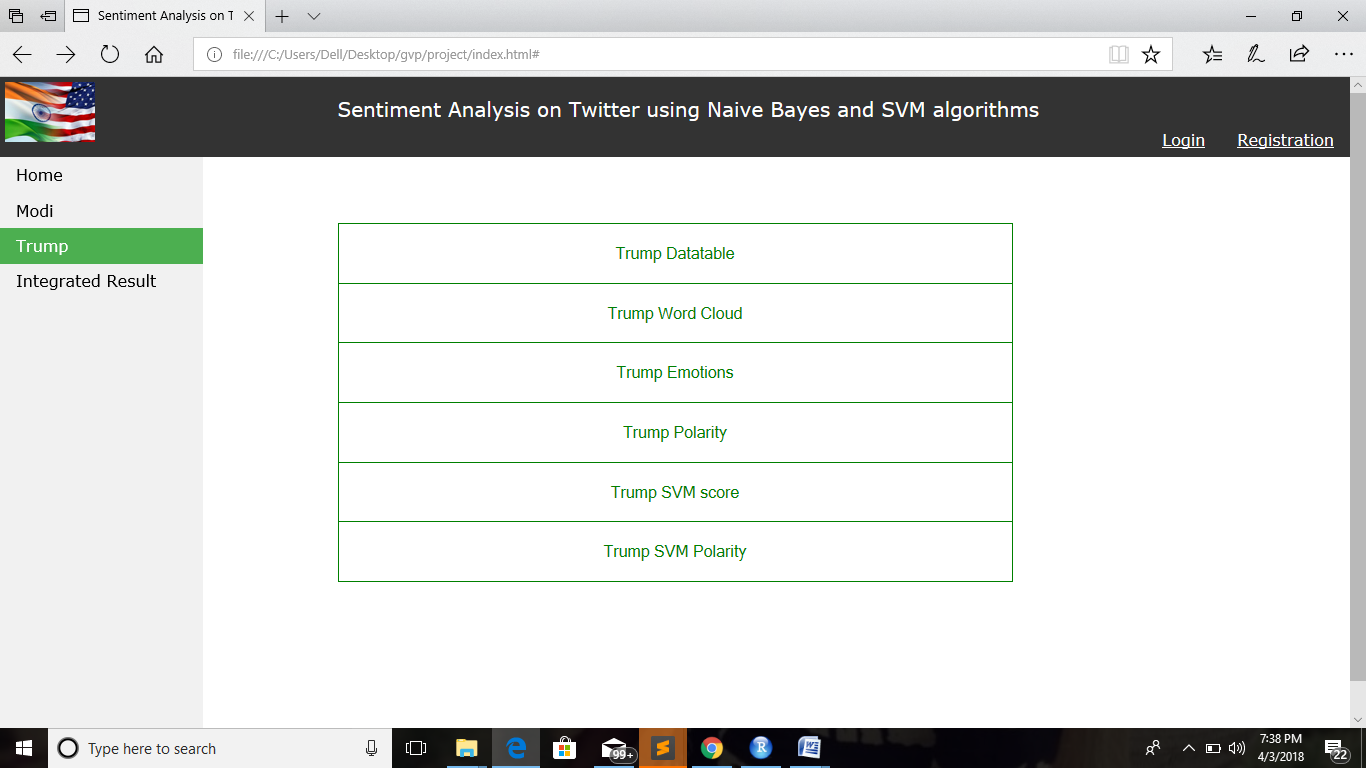 Sentiment Analysis on T
file:///C:/Users/Dell/Desktop/gvp/project/index.html#
Sentiment Analysis on Twitter using Naive Bayes and SVM algorithms
Login Registration
Home
Modi
Trump
Integrated Result
Trump Datatable
Trump Word Cloud
Trump Emotions
Trump Polarity
Trump SVM score
Trump SVM Polarity
Type here to search
99+
R
W
7:38 PM
4/3/2018
22